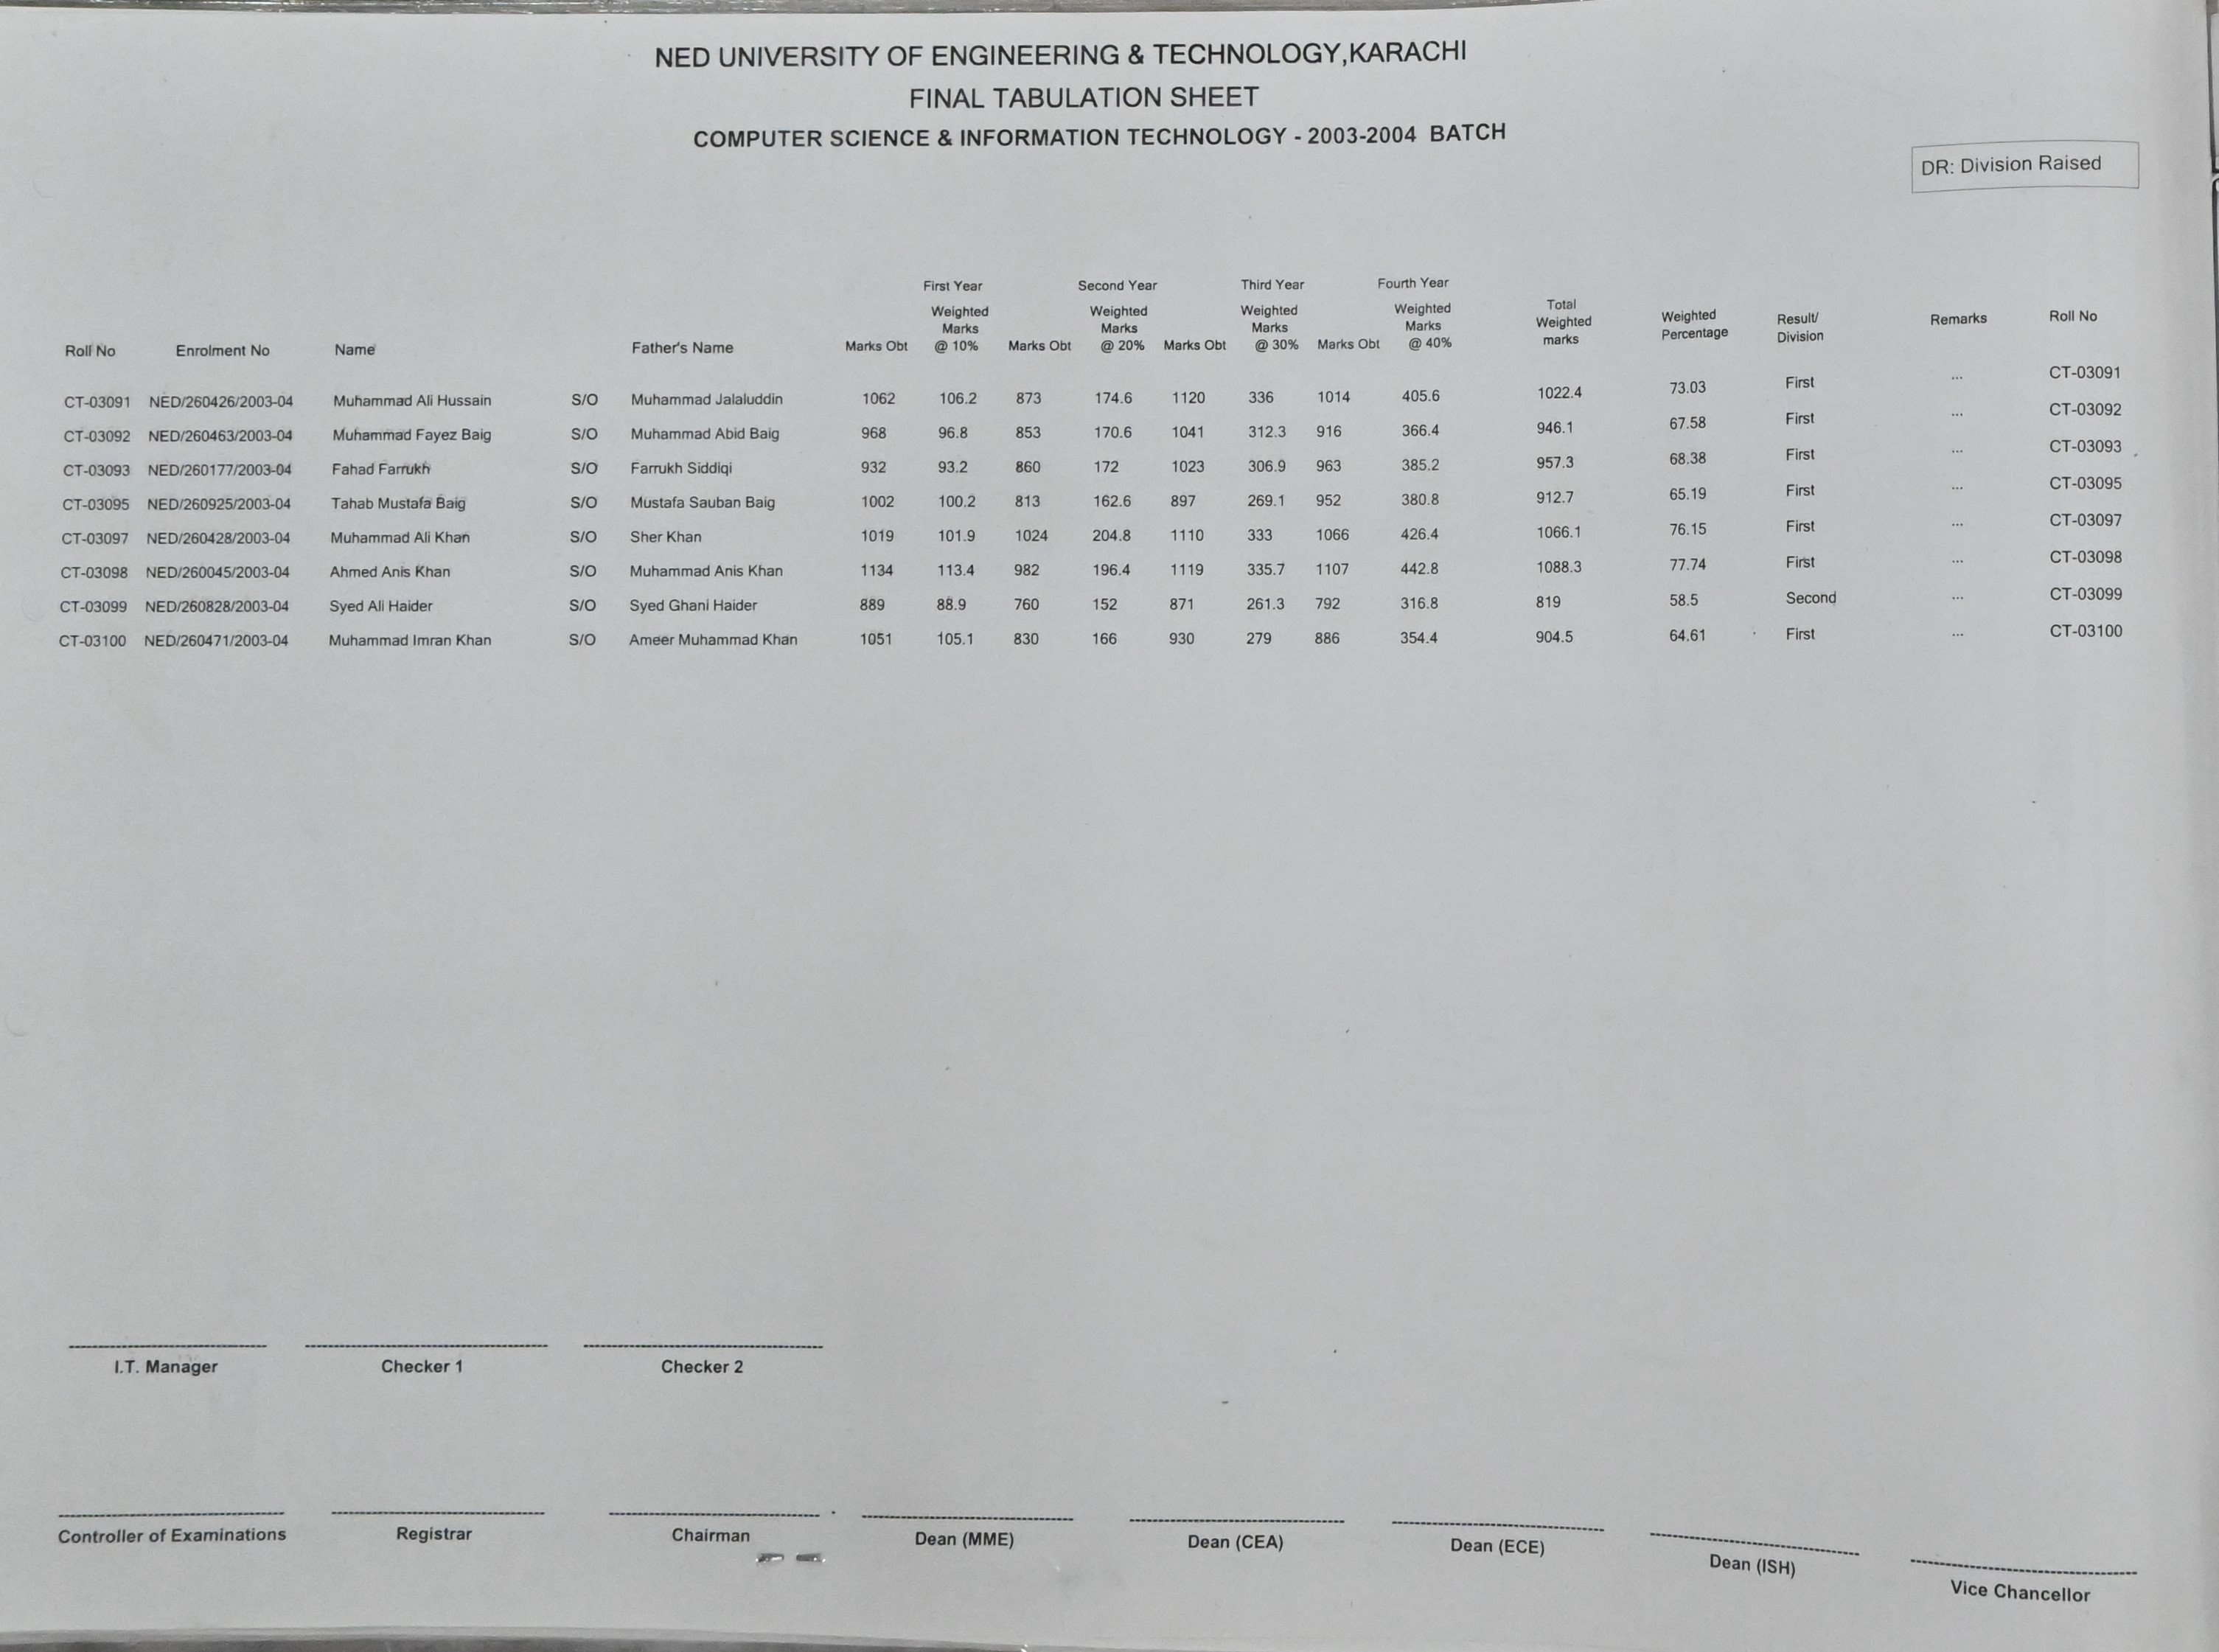 NED UNIVERSITY OF ENGINEERING & TECHNOLOGY,KARACHI
FINAL TABULATION SHEET
COMPUTER SCIENCE & INFORMATION TECHNOLOGY - 2003-2004 BATCH
DR: Division Raised
First Year Second Year Third Year Fourth Year
Roll No Enrolment No Name Father's Name Marks Obt Weighted Marks @ 10% Marks Obt Weighted Marks @ 20% Marks Obt Weighted Marks @ 30% Marks Obt Weighted Marks @ 40% Total Weighted marks Weighted Percentage Result/ Division Remarks Roll No
CT-03091 NED/260426/2003-04 Muhammad Ali Hussain S/O Muhammad Jalaluddin 1062 106.2 873 174.6 1120 336 1014 405.6 1022.4 73.03 First ... CT-03091
CT-03092 NED/260463/2003-04 Muhammad Fayez Baig S/O Muhammad Abid Baig 968 96.8 853 170.6 1041 312.3 916 366.4 946.1 67.58 First ... CT-03092
CT-03093 NED/260177/2003-04 Fahad Farrukh S/O Farrukh Siddiqi 932 93.2 860 172 1023 306.9 963 385.2 957.3 68.38 First ... CT-03093
CT-03095 NED/260925/2003-04 Tahab Mustafa Baig S/O Mustafa Sauban Baig 1002 100.2 813 162.6 897 269.1 952 380.8 912.7 65.19 First ... CT-03095
CT-03097 NED/260428/2003-04 Muhammad Ali Khan S/O Sher Khan 1019 101.9 1024 204.8 1110 333 1066 426.4 1066.1 76.15 First ... CT-03097
CT-03098 NED/260045/2003-04 Ahmed Anis Khan S/O Muhammad Anis Khan 1134 113.4 982 196.4 1119 335.7 1107 442.8 1088.3 77.74 First ... CT-03098
CT-03099 NED/260828/2003-04 Syed Ali Haider S/O Syed Ghani Haider 889 88.9 760 152 871 261.3 792 316.8 819 58.5 Second ... CT-03099
CT-03100 NED/260471/2003-04 Muhammad Imran Khan S/O Ameer Muhammad Khan 1051 105.1 830 166 930 279 886 354.4 904.5 64.61 First ... CT-03100
I.T. Manager Checker 1 Checker 2
Controller of Examinations Registrar Chairman Dean (MME) Dean (CEA) Dean (ECE) Dean (ISH) Vice Chancellor